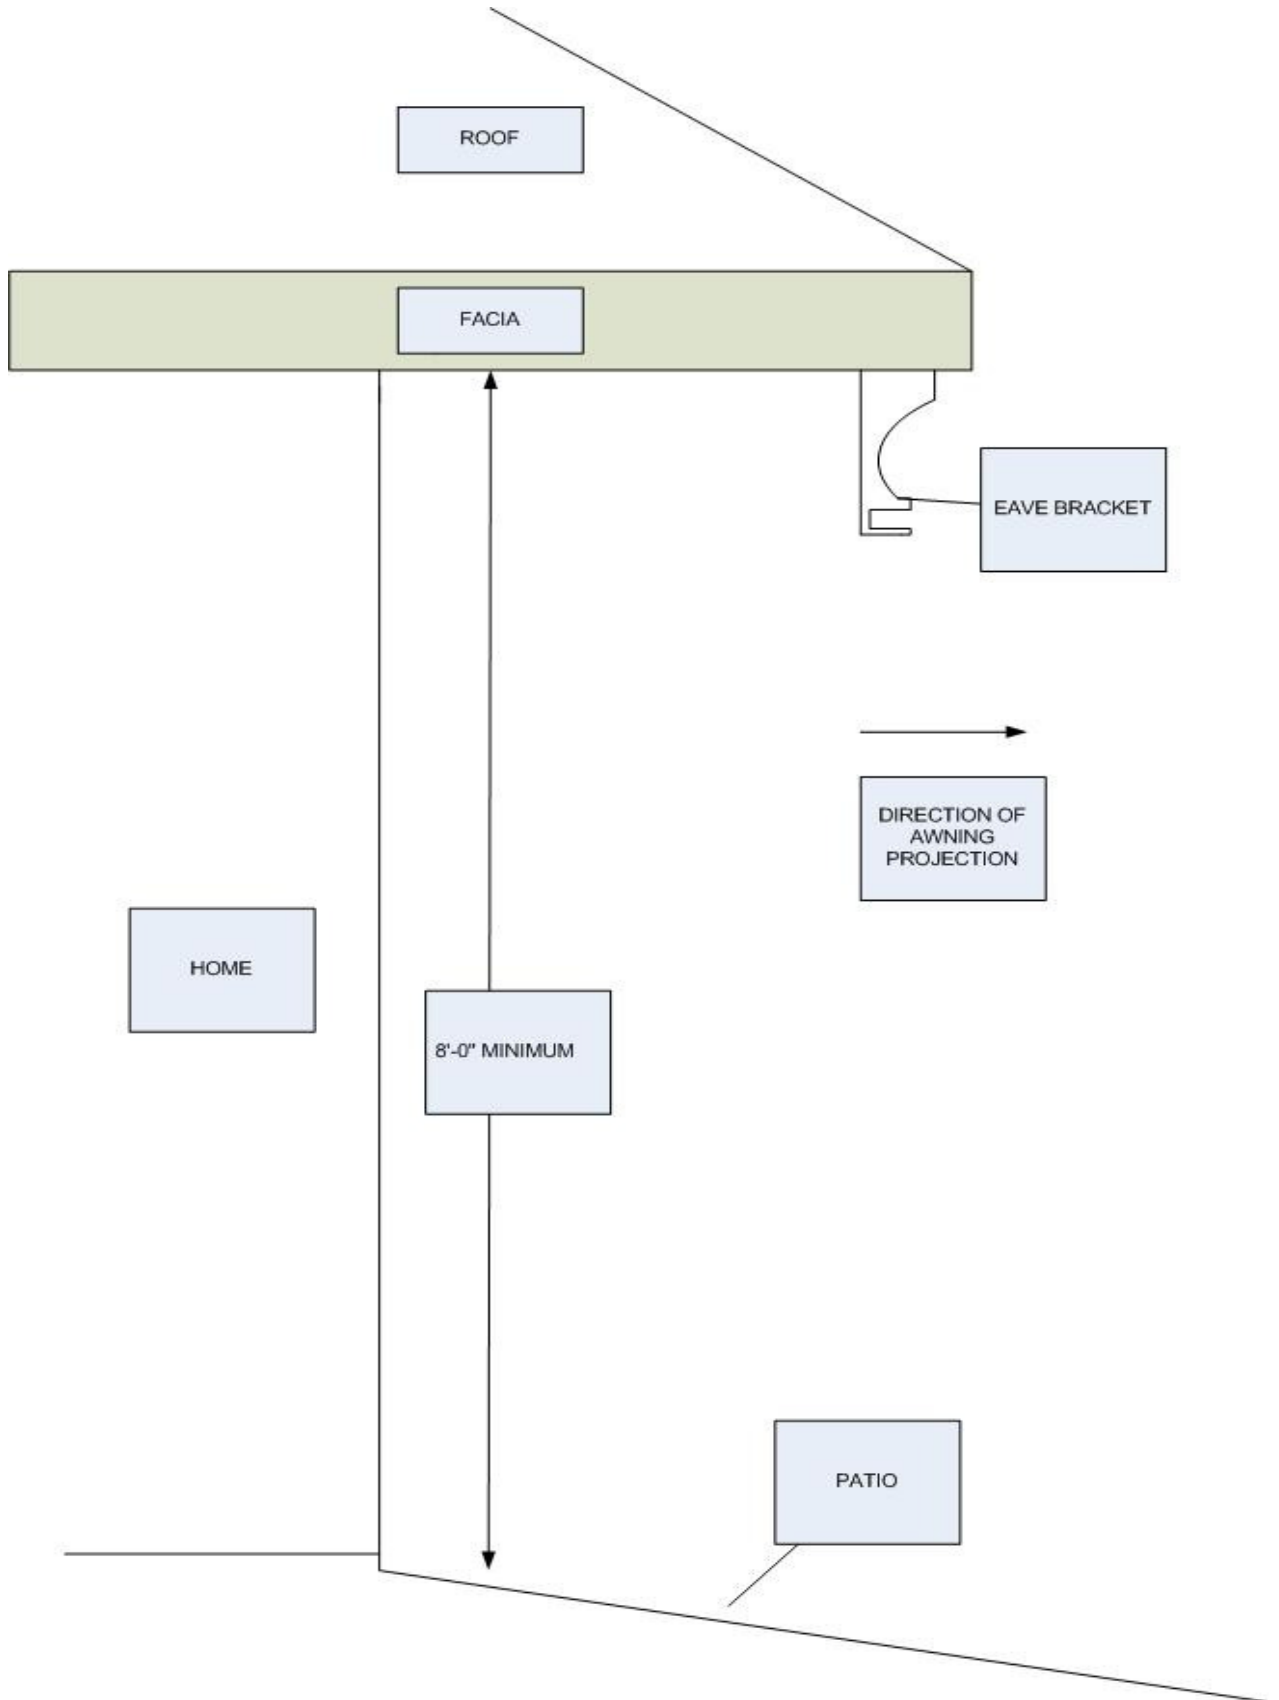 ROOF
FACIA
EAVE BRACKET
DIRECTION OF
AWNING
PROJECTION
HOME
8'-0" MINIMUM
PATIO